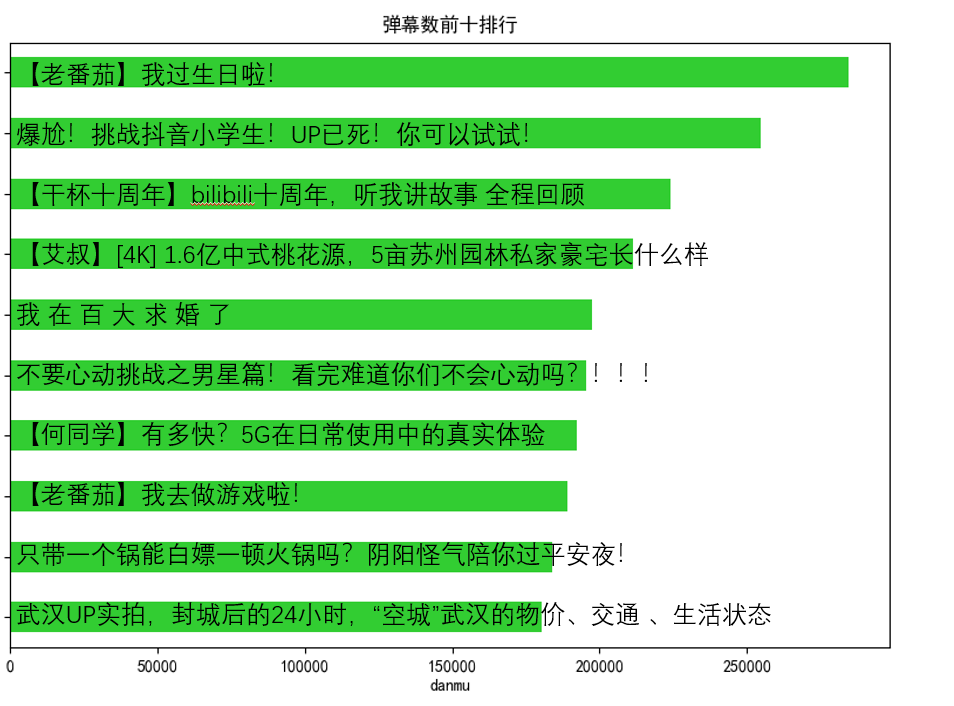 弹幕数前十排行
【老番茄】我过生日啦！
爆尬！挑战抖音小学生！UP已死！你可以试试！
【干杯十周年】bilibili十周年，听我讲故事 全程回顾
【艾叔】[4K] 1.6亿中式桃花源，5亩苏州园林私家豪宅长什么样
我 在 百 大 求 婚 了
不要心动挑战之男星篇！看完难道你们不会心动吗？！！！
【何同学】有多快？5G在日常使用中的真实体验
【老番茄】我去做游戏啦！
只带一个锅能白嫖一顿火锅吗？阴阳怪气陪你过平安夜！
武汉UP实拍，封城后的24小时，“空城”武汉的物价、交通 、生活状态
0 50000 100000 150000 200000 250000
danmu